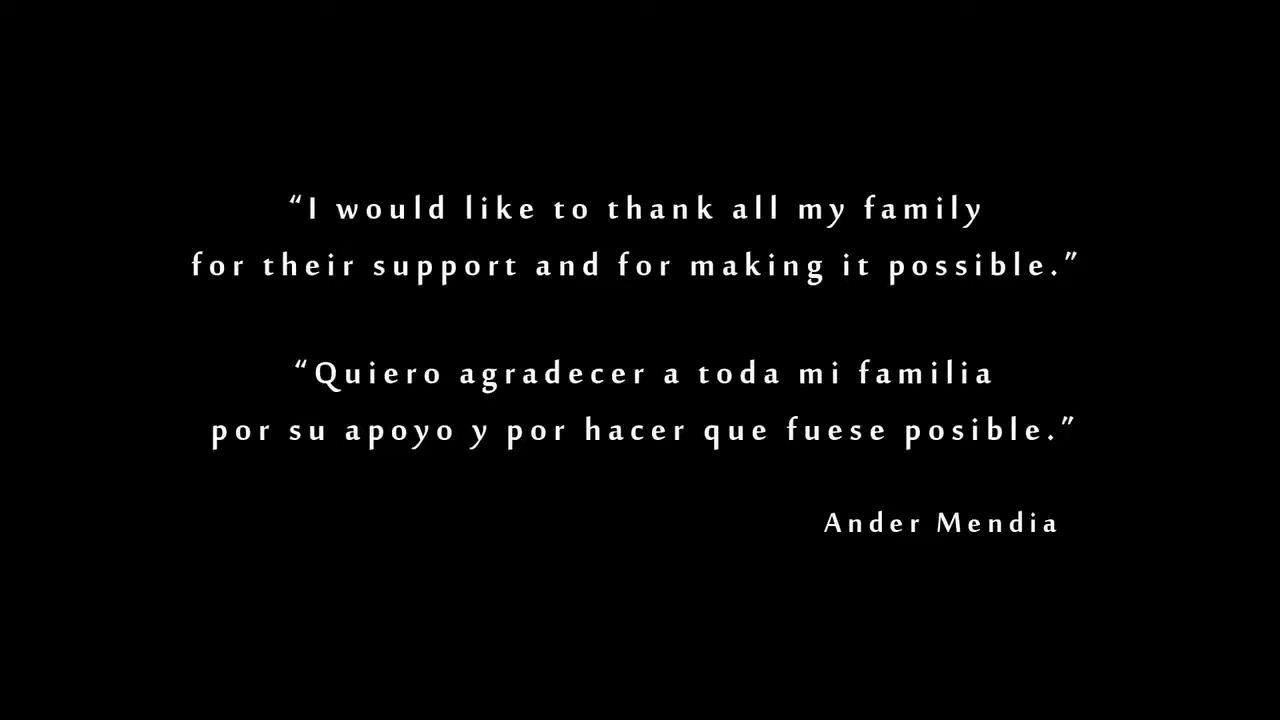 “I would like to thank all my family
for their support and for making it possible.”
“Quiero agradecer a toda mi familia
por su apoyo y por hacer que fuese posible.”
Ander Mendia